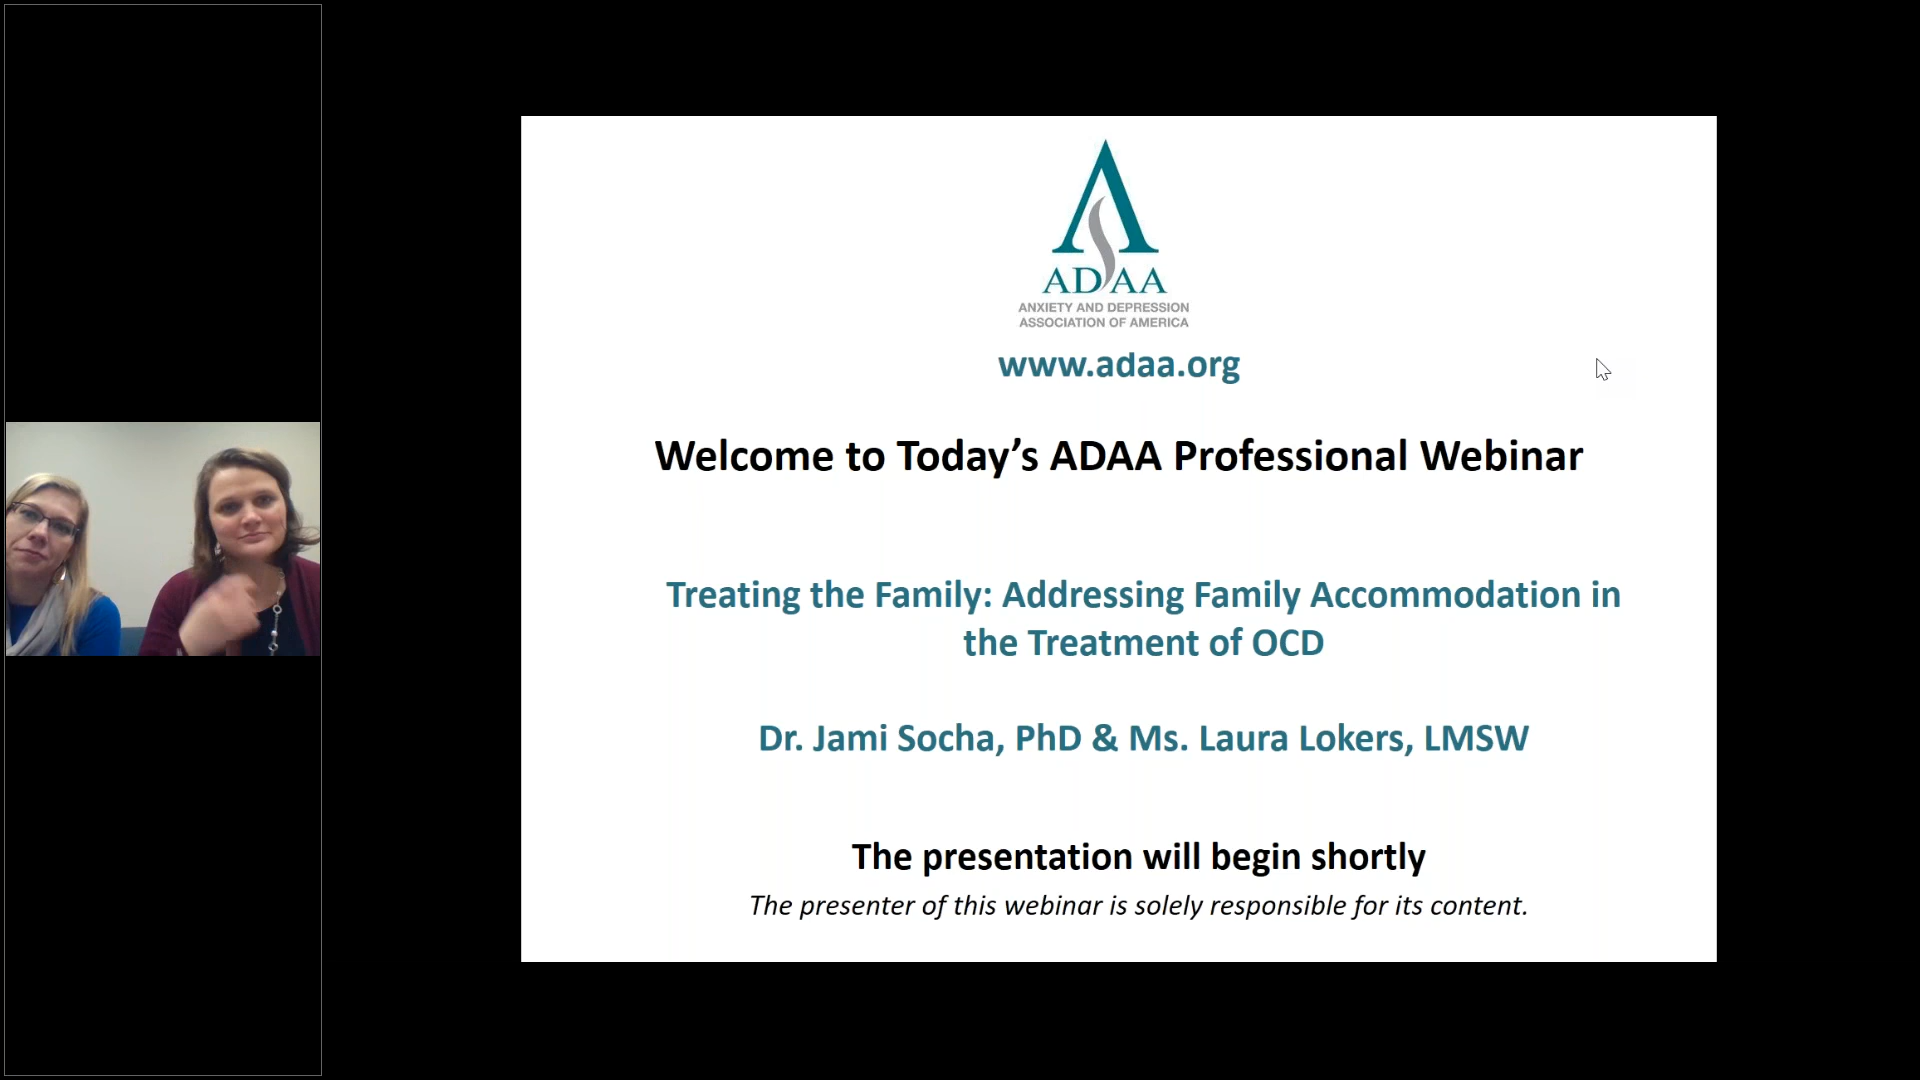 ADAA
ANXIETY AND DEPRESSION
ASSOCIATION OF AMERICA
www.adaa.org
Welcome to Today’s ADAA Professional Webinar
Treating the Family: Addressing Family Accommodation in
the Treatment of OCD
Dr. Jami Socha, PhD & Ms. Laura Lokers, LMSW
The presentation will begin shortly
The presenter of this webinar is solely responsible for its content.